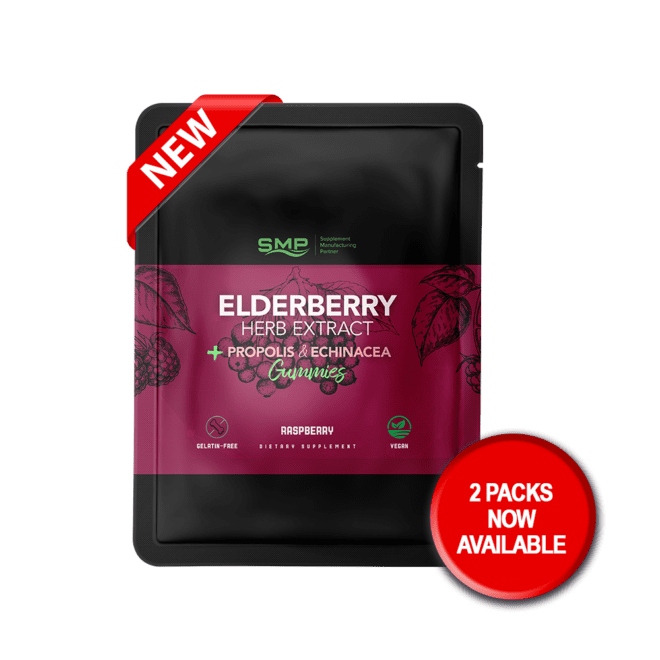 NEW
SMP
Supplement
Manufacturing
Partner
ELDERBERRY
HERB EXTRACT
+ PROPOLIS & ECHINACEA
Gummies
GELATIN-FREE
RASPBERRY
DIETARY SUPPLEMENT
VEGAN
2 PACKS
NOW
AVAILABLE